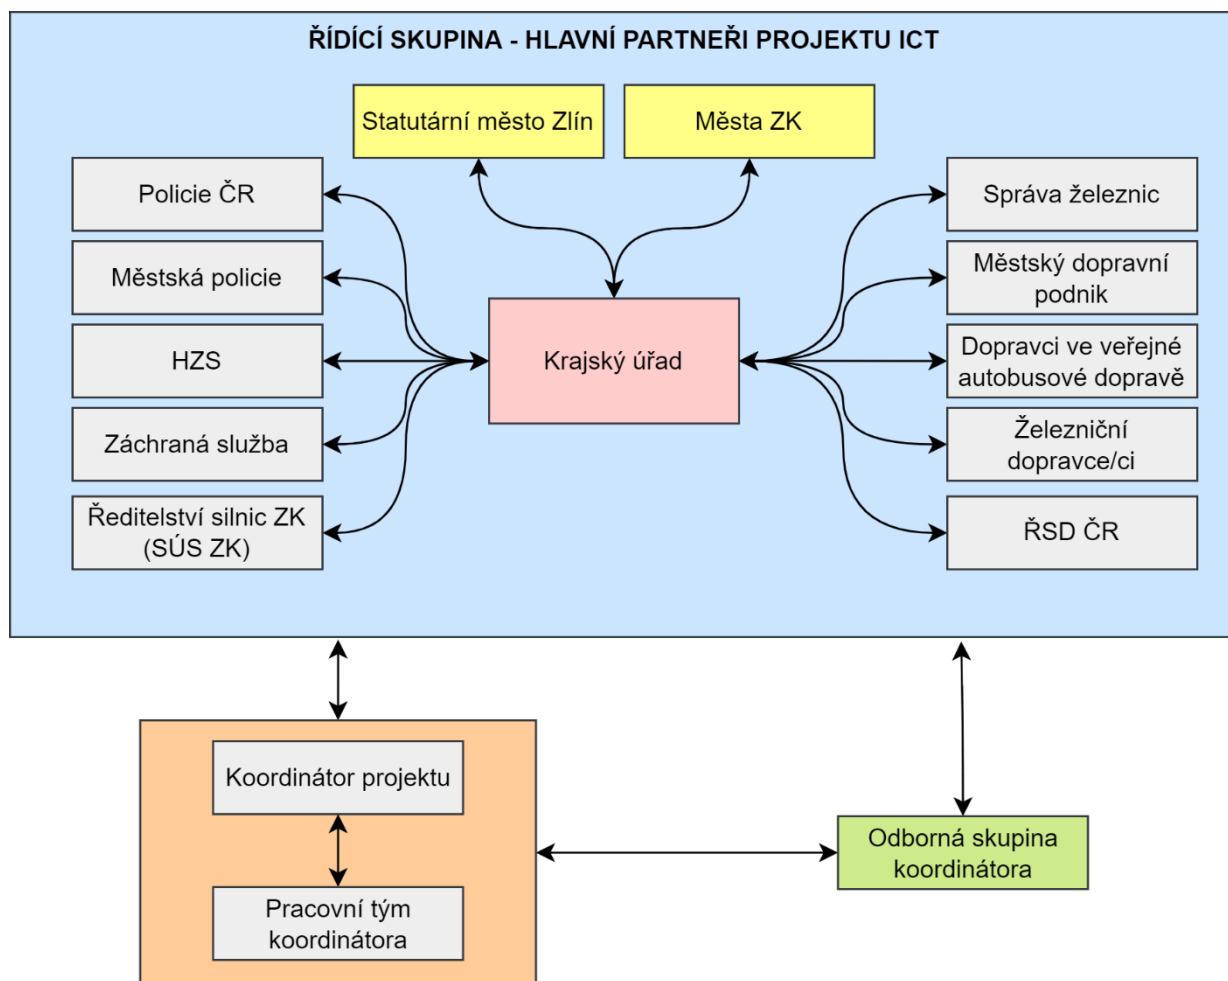 ŘÍDÍCÍ SKUPINA - HLAVNÍ PARTNEŘI PROJEKTU ICT
Statutární město Zlín
Města ZK
Policie ČR
Městská policie
HZS
Záchraná služba
Ředitelství silnic ZK
(SÚS ZK)
Krajský úřad
Správa železnic
Městský dopravní
podnik
Dopravci ve veřejné
autobusové dopravě
Železniční
dopravce/ci
ŘSD ČR
Koordinátor projektu
Pracovní tým
koordinátora
Odborná skupina
koordinátora